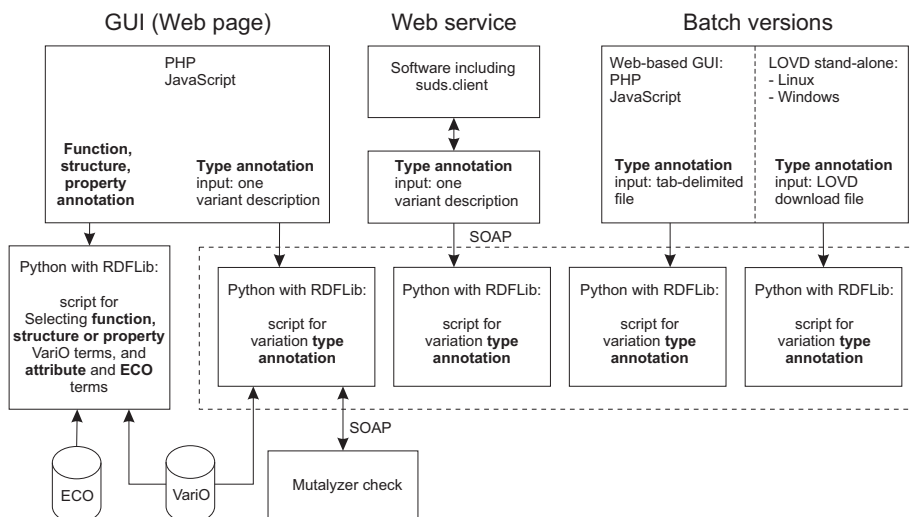 GUI (Web page)
Web service
Batch versions
PHP
JavaScript
Function,
structure,
property
annotation
Type annotation
input: one
variant description
Software including
suds.client
Type annotation
input: one
variant description
Web-based GUI:
PHP
JavaScript
Type annotation
input: tab-delimited
file
LOVD stand-alone:
- Linux
- Windows
Type annotation
input: LOVD
download file
SOAP
Python with RDFLib:
script for
Selecting function,
structure or property
VariO terms, and
attribute and ECO
terms
Python with RDFLib:
script for
variation type
annotation
Python with RDFLib:
script for
variation type
annotation
Python with RDFLib:
script for
variation type
annotation
Python with RDFLib:
script for
variation type
annotation
SOAP
ECO
VariO
Mutalyzer check